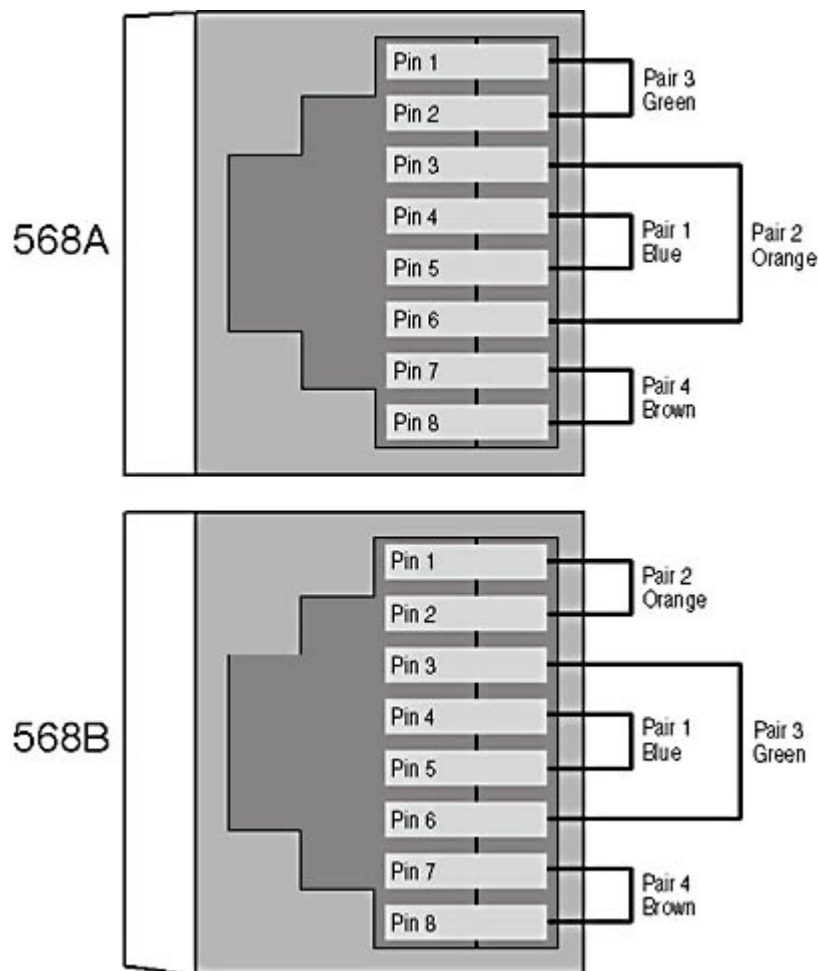 568A
Pin 1
Pin 2
Pin 3
Pin 4
Pin 5
Pin 6
Pin 7
Pin 8
Pair 3
Green
Pair 1
Blue
Pair 2
Orange
Pair 4
Brown
568B
Pin 1
Pin 2
Pin 3
Pin 4
Pin 5
Pin 6
Pin 7
Pin 8
Pair 2
Orange
Pair 1
Blue
Pair 3
Green
Pair 4
Brown